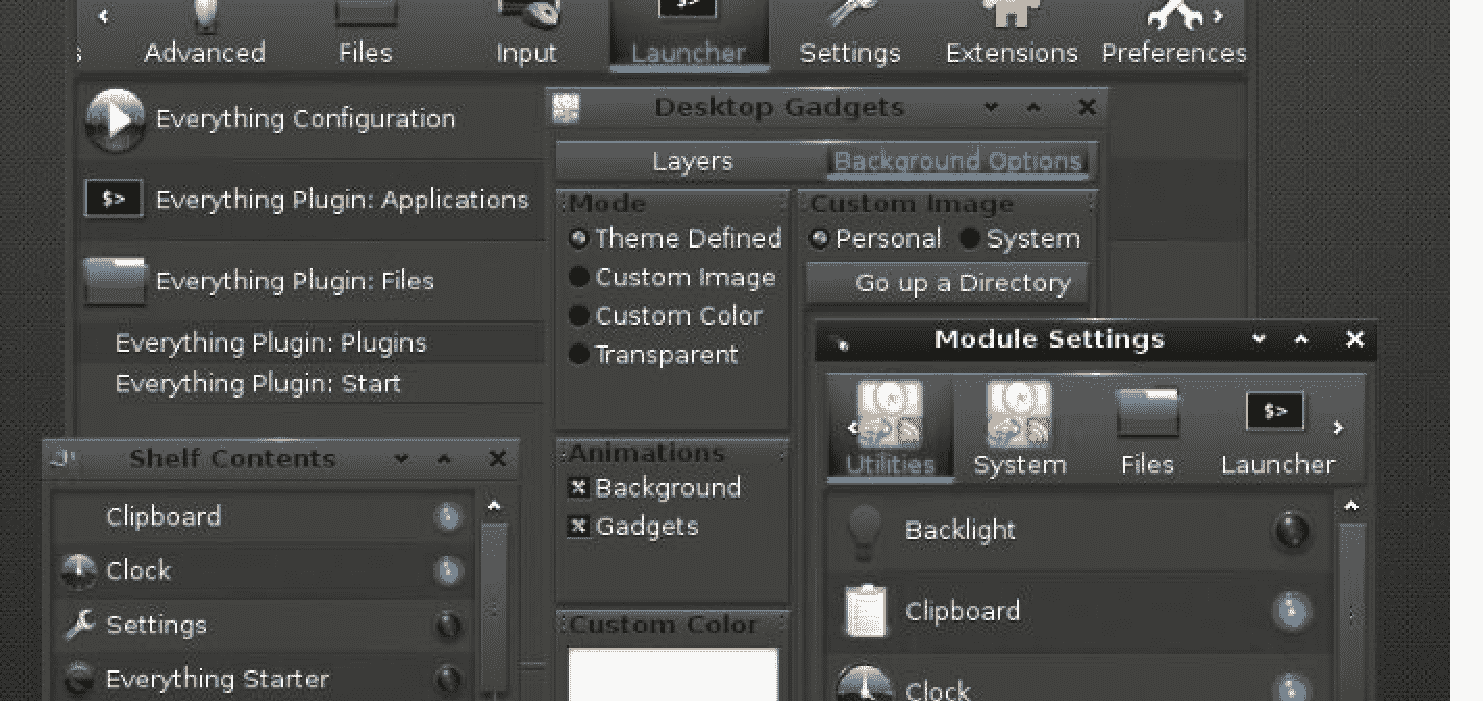 Advanced Files Input Launcher Settings Extensions Preferences
Everything Configuration
$> Everything Plugin: Applications
Everything Plugin: Files
Everything Plugin: Plugins
Everything Plugin: Start
Desktop Gadgets
Layers Background Options
Mode
Theme Defined
Custom Image
Custom Color
Transparent
Custom Image
Personal System
Go up a Directory
Animations
Background
Gadgets
Custom Color
Shelf Contents
Clipboard
Clock
Settings
Everything Starter
Module Settings
$>
Utilities System Files Launcher
Backlight
Clipboard
Clock